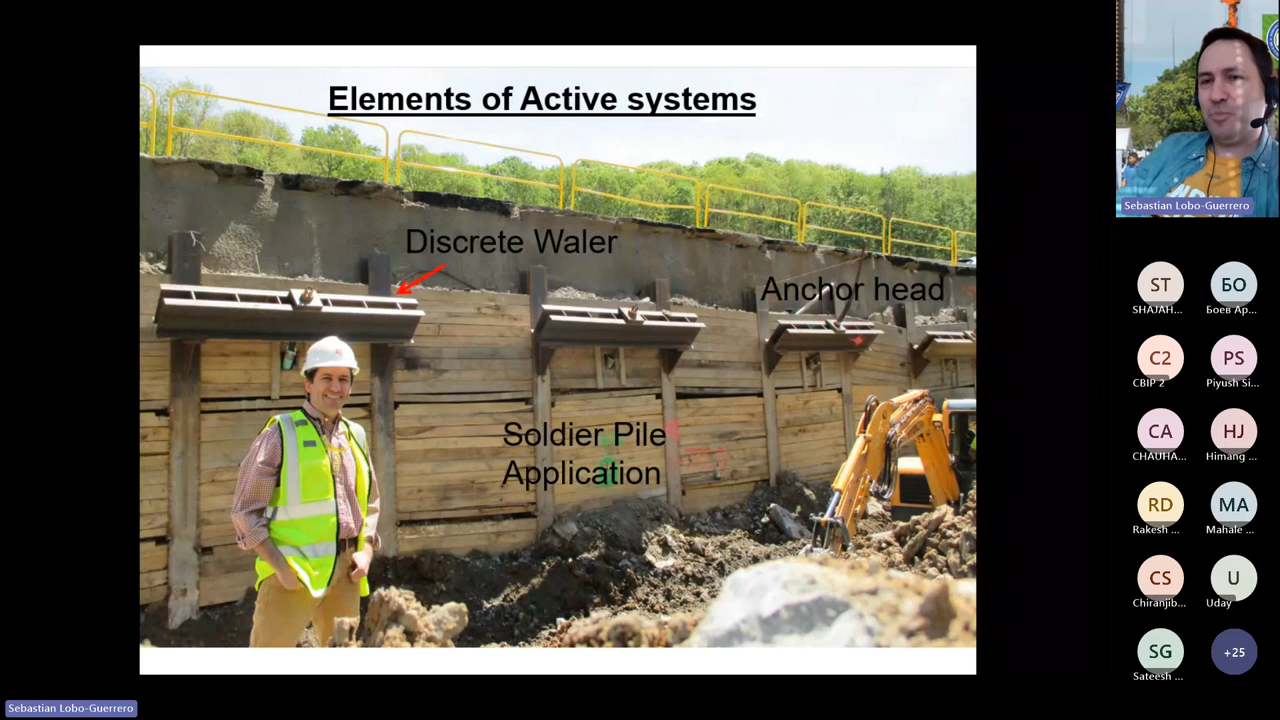 Elements of Active systems
Discrete Waler
Anchor head
Soldier Pile
Application
Sebastian Lobo-Guerrero
ST
SHAJAH...
БО
Боев Ар...
C2
CBIP 2
PS
Piyush Si...
CA
CHAUHA...
HJ
Himang ...
RD
Rakesh ...
MA
Mahale ...
CS
Chiranjib...
U
Uday
SG
Sateesh ...
+25
Sebastian Lobo-Guerrero